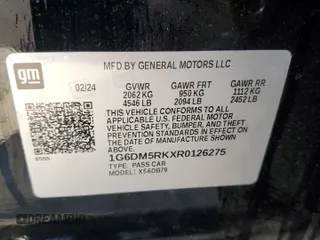 gm
MFD BY GENERAL MOTORS LLC
02/24
GVWR GAWR FRT GAWR RR
2062 KG 950 KG 1112 KG
4546 LB 2094 LB 2452 LB
THIS VEHICLE CONFORMS TO ALL
APPLICABLE U.S. FEDERAL MOTOR
VEHICLE SAFETY, BUMPER, AND THEFT
PREVENTION STANDARDS IN EFFECT ON
THE DATE OF MANUFACTURE SHOWN
ABOVE.
1G6DM5RKXR0126275
TYPE: PASS CAR
MODEL: X56DB79
DREAMBID